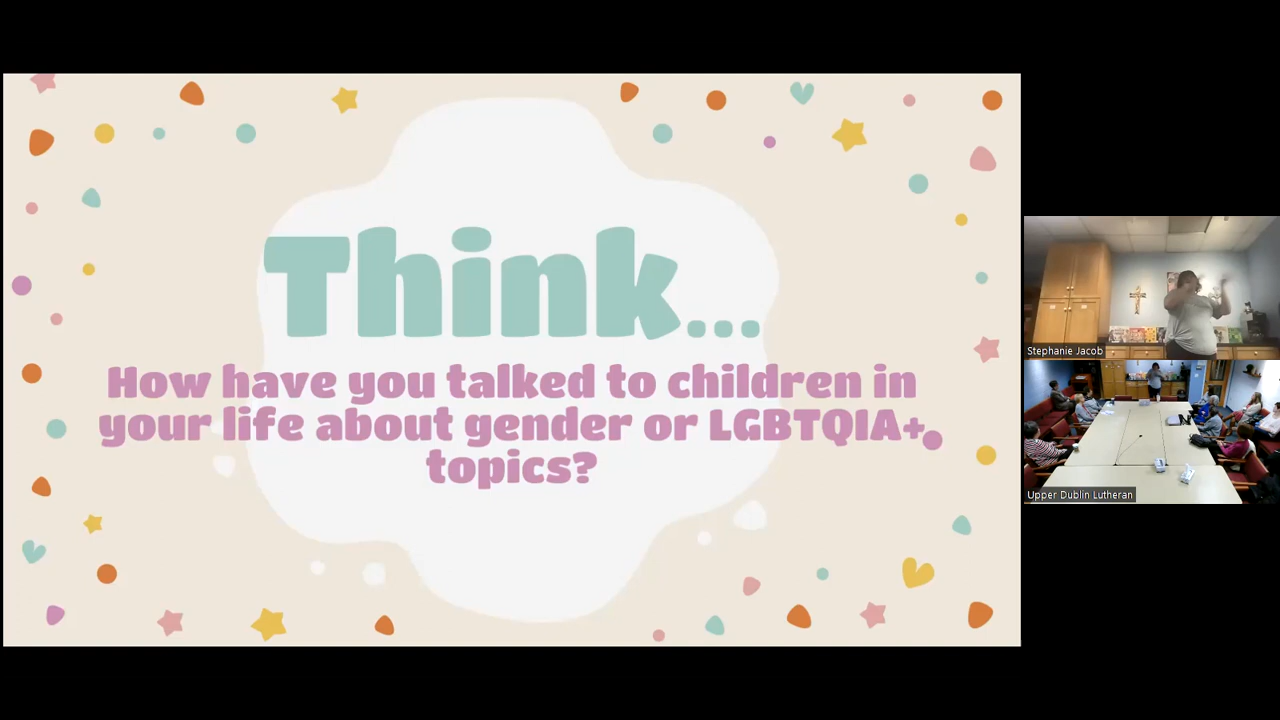 Think...
How have you talked to children in
your life about gender or LGBTQIA+
topics?
Stephanie Jacob
Upper Dublin Lutheran